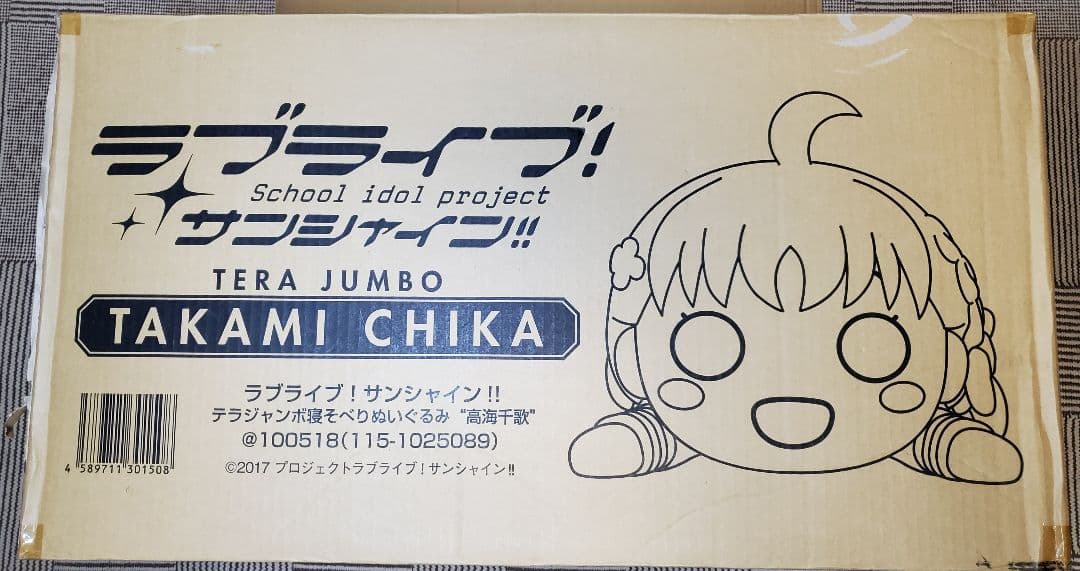 ラブライブ!
School idol project
サンシャイン!!
TERA JUMBO
TAKAMI CHIKA
ラブライブ！サンシャイン!!
テラジャンボ寝そべりぬいぐるみ “高海千歌”
@100518(115-1025089)
©2017 プロジェクトラブライブ！サンシャイン!!
4 589711 301508